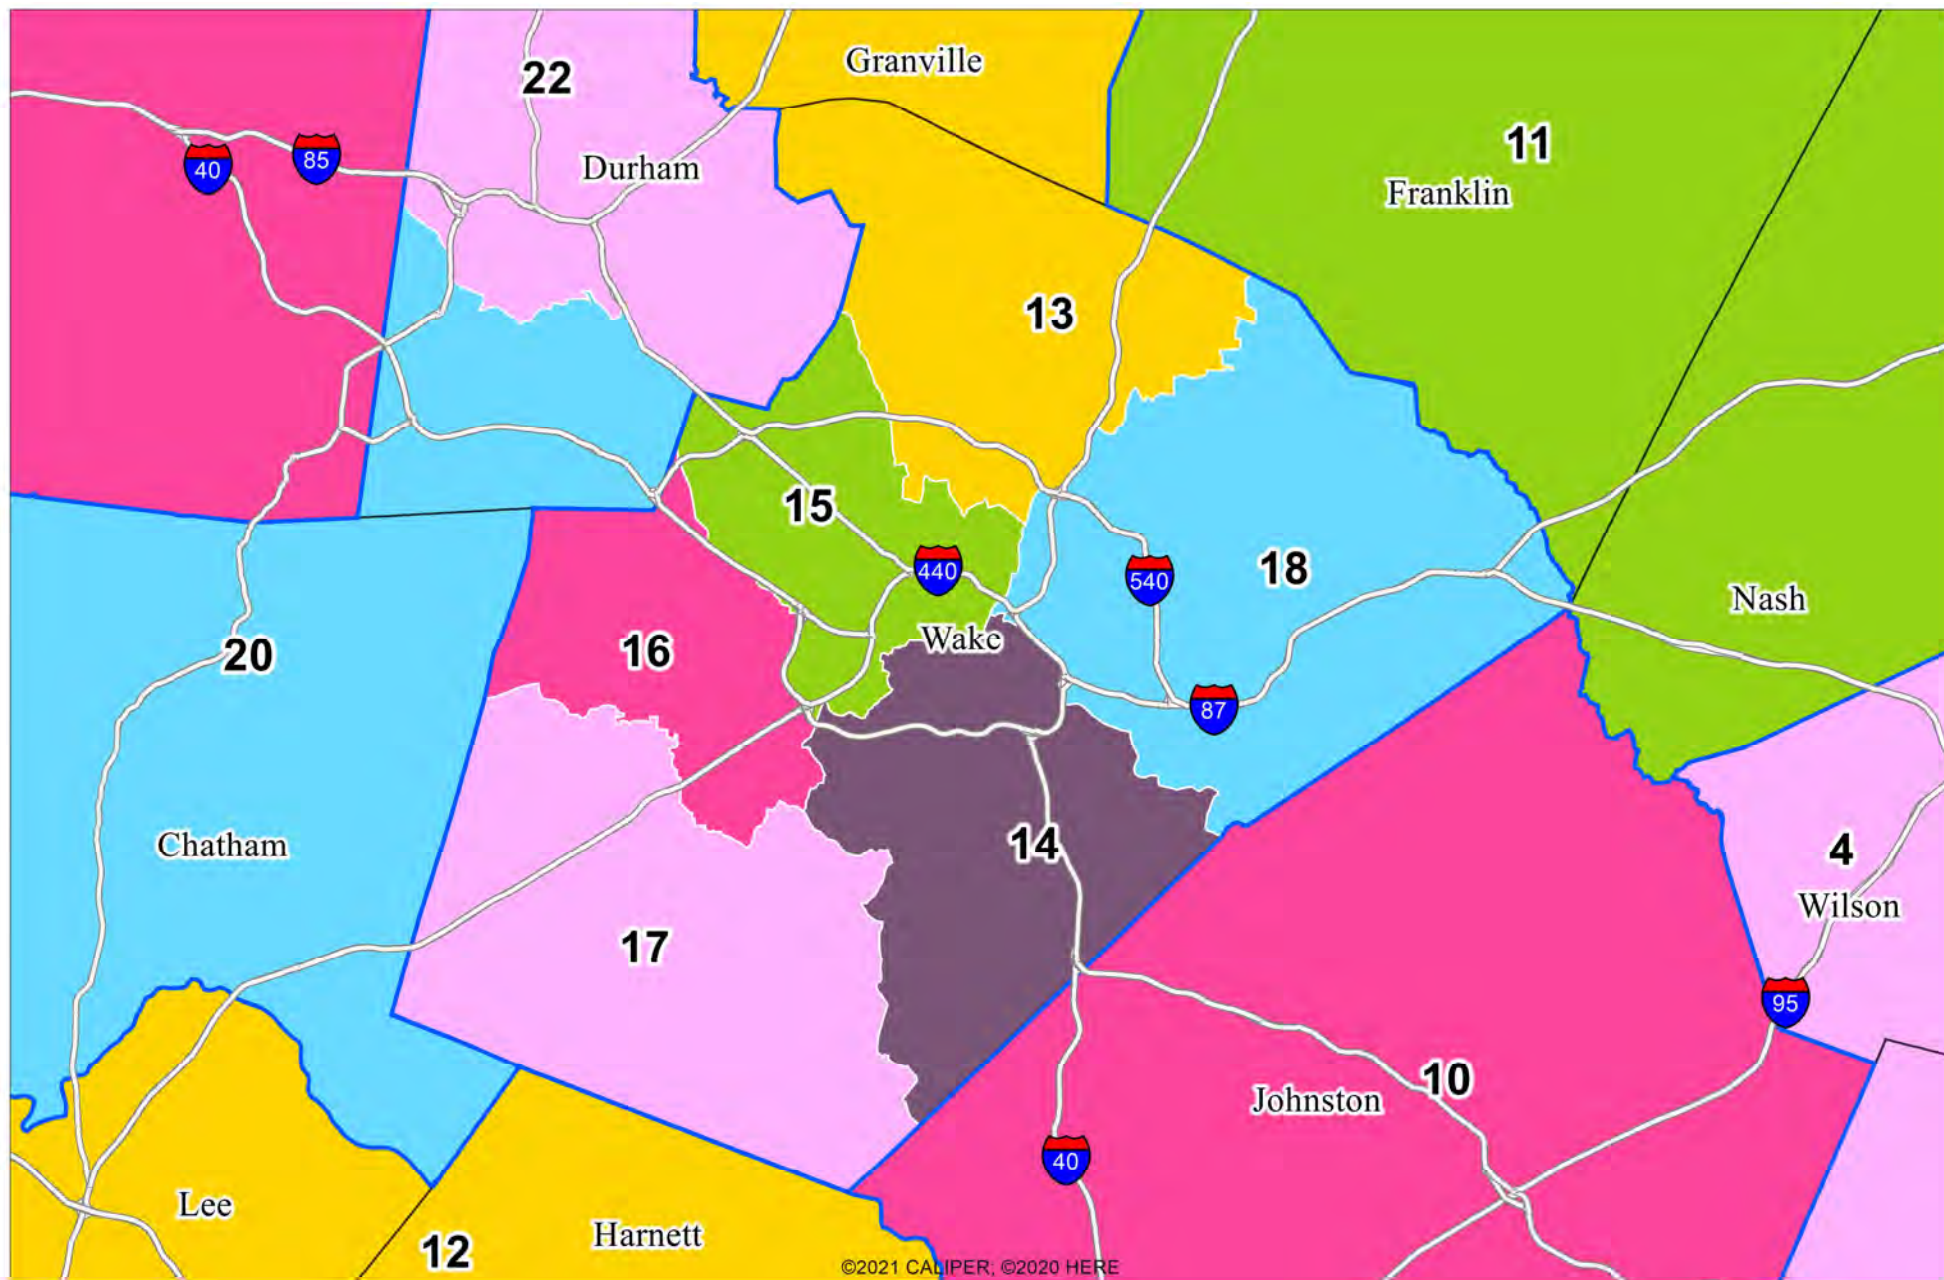 Granville
22
11
85
40
Durham
Franklin
13
15
18
440
540
Nash
Wake
16
20
87
Chatham
14
4
Wilson
17
95
10
Johnston
40
Lee
Harnett
12
©2021 CALIPER; ©2020 HERE